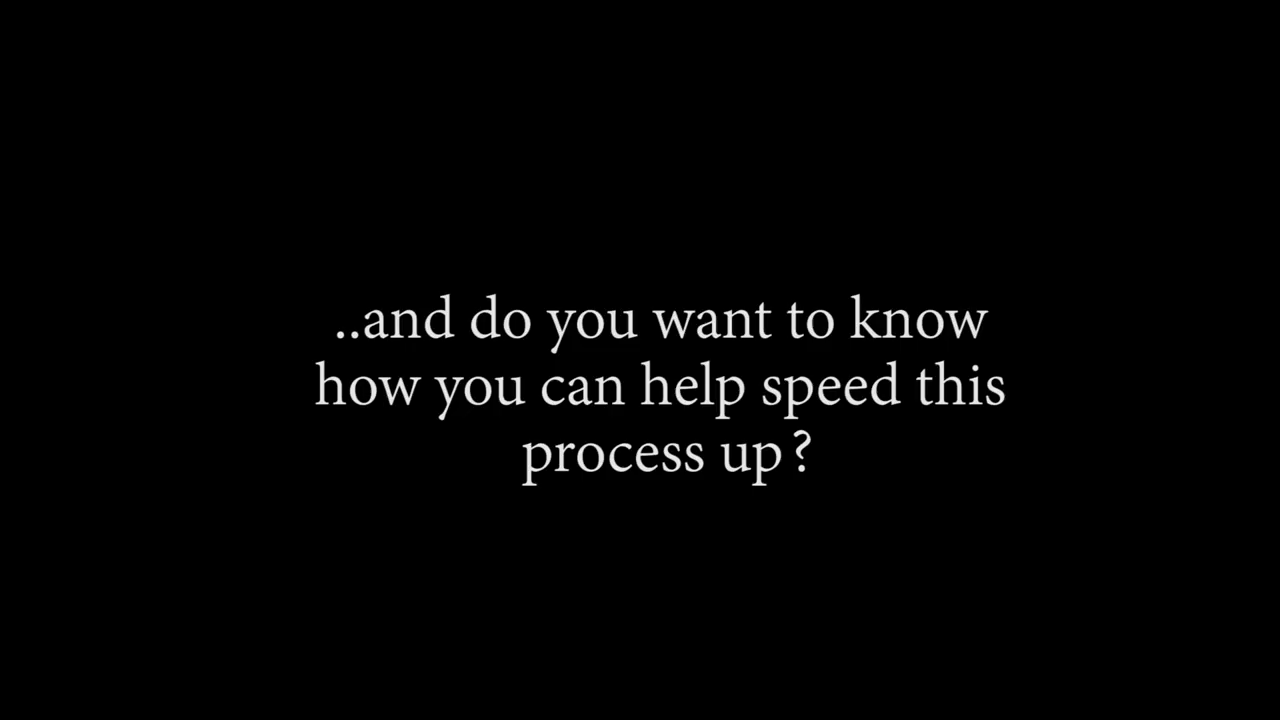 ..and do you want to know
how you can help speed this
process up?